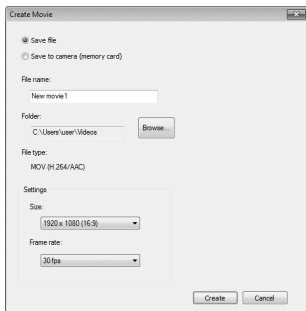 Create Movie
Save file
Save to camera (memory card)
File name:
New movie1
Folder:
C:\Users\user\Videos
Browse...
File type:
MOV (H.264/AAC)
Settings
Size:
1920 x 1080 (16:9)
Frame rate:
30 fps
Create
Cancel